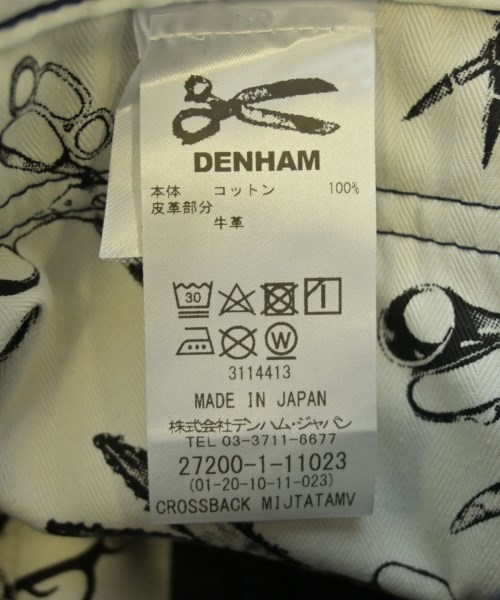 DENHAM
本体 コットン 100%
皮革部分
牛革
30
W
3114413
MADE IN JAPAN
株式会社デンハム・ジャパン
TEL 03-3711-6677
27200-1-11023
(01-20-10-11-023)
CROSSBACK MIJTATAMV